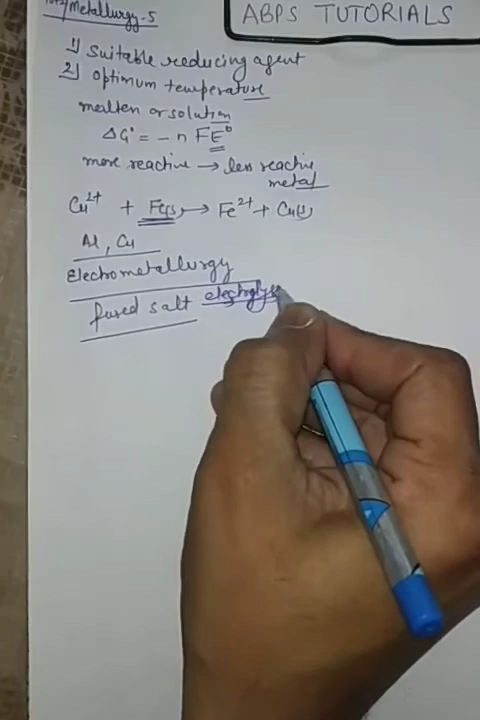 Metallurgy-5
ABPS TUTORIALS
1) Suitable reducing agent
2) optimum temperature
molten or solution
ΔG° = - n FE°
more reactive → less reactive
metal
Cu²⁺ + Fe(s) → Fe²⁺ + Cu(s)
Al, Cu
Electrometallurgy
fused salt electrolysis